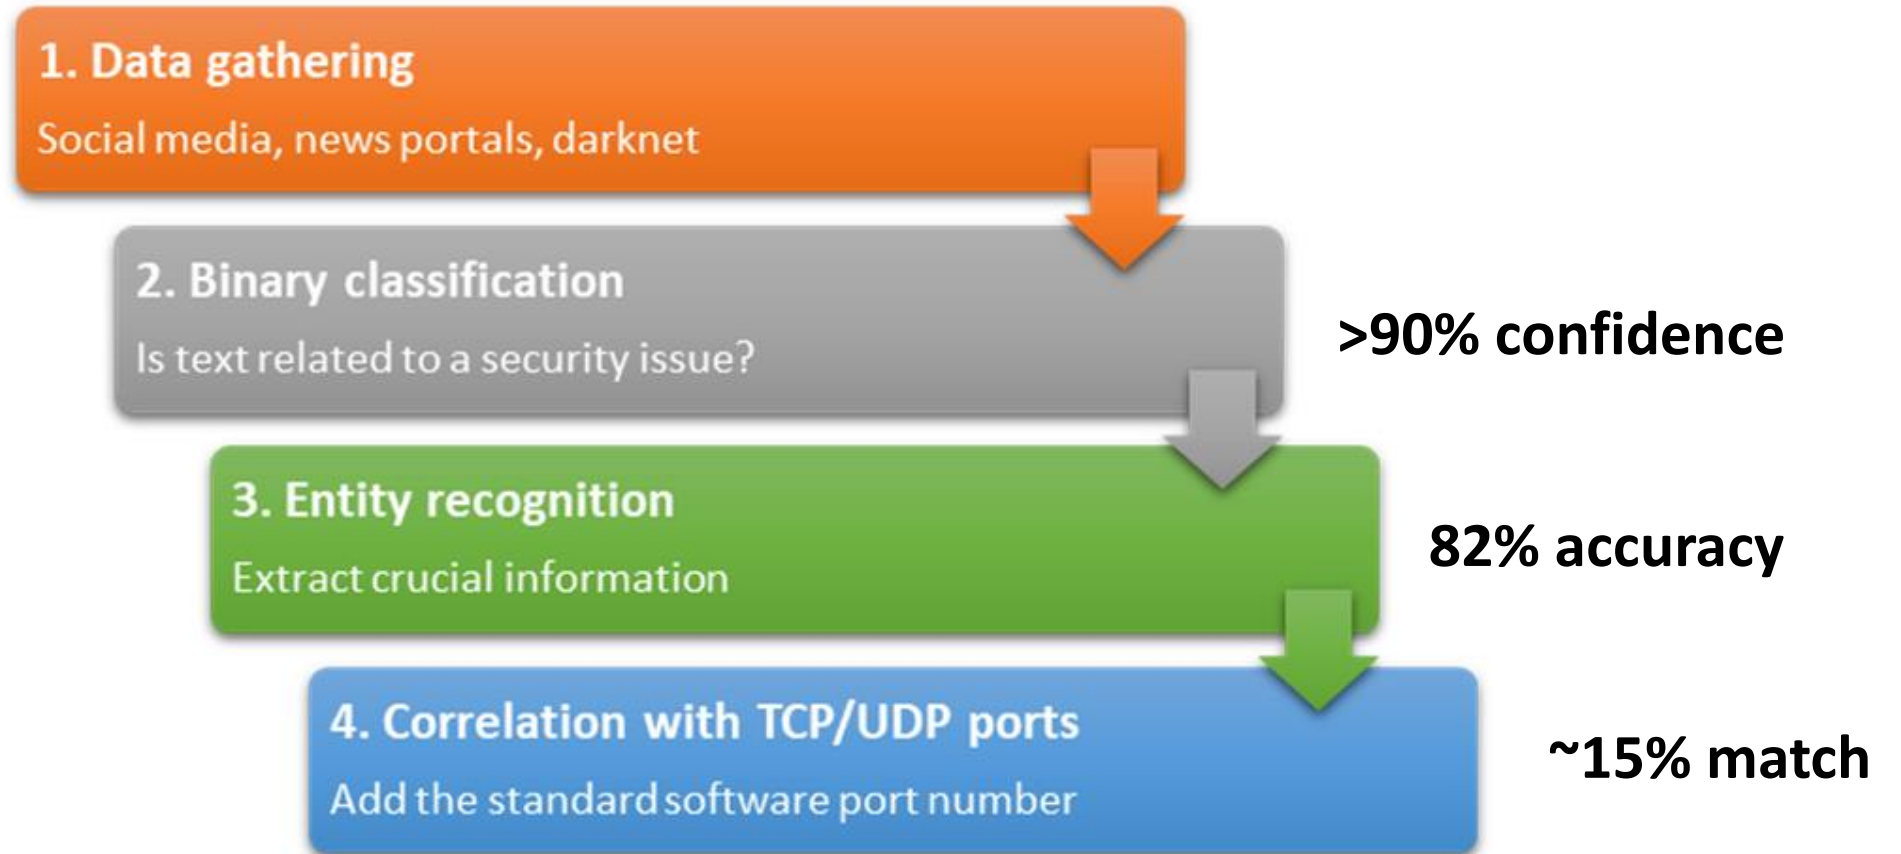 1. Data gathering
Social media, news portals, darknet
2. Binary classification
Is text related to a security issue?
>90% confidence
3. Entity recognition
Extract crucial information
82% accuracy
4. Correlation with TCP/UDP ports
Add the standard software port number
~15% match